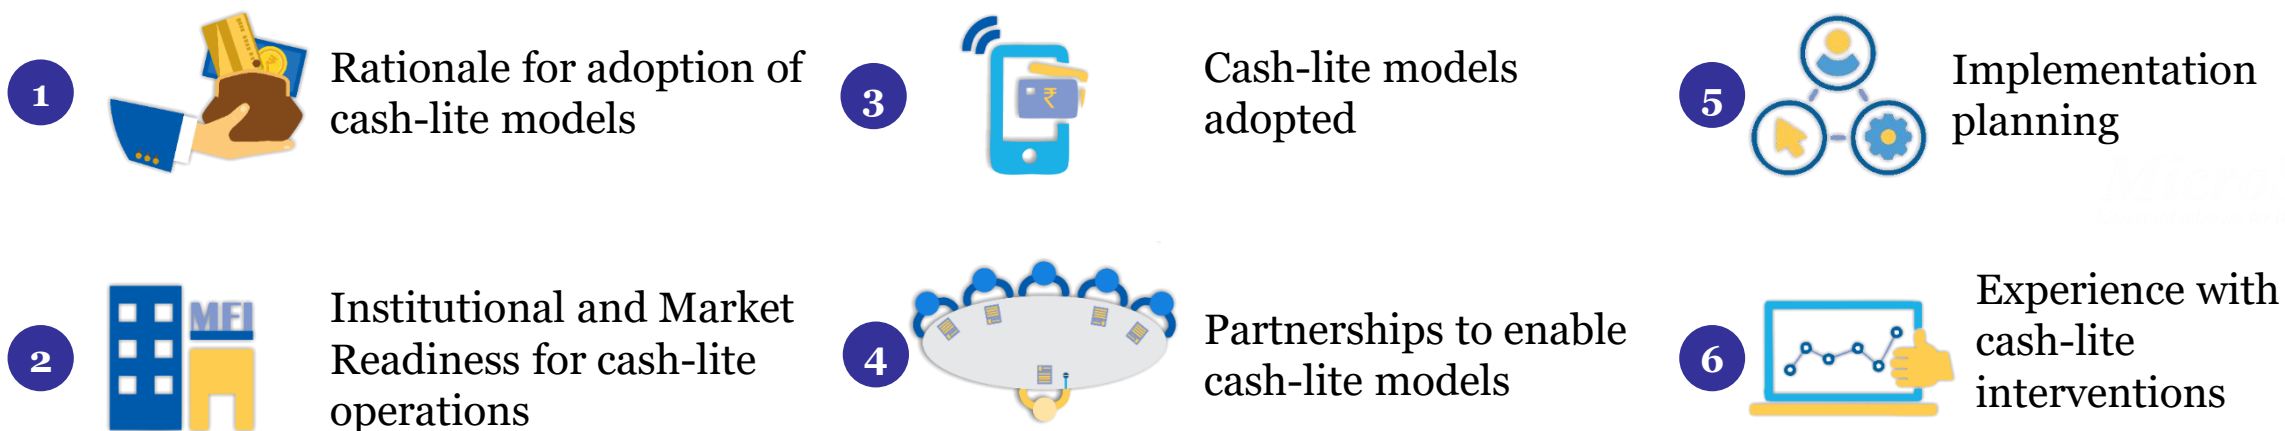 1
Rationale for adoption of
cash-lite models
2
MFI
Institutional and Market
Readiness for cash-lite
operations
3
₹
Cash-lite models
adopted
4
Partnerships to enable
cash-lite models
5
Implementation
planning
6
Experience with
cash-lite
interventions